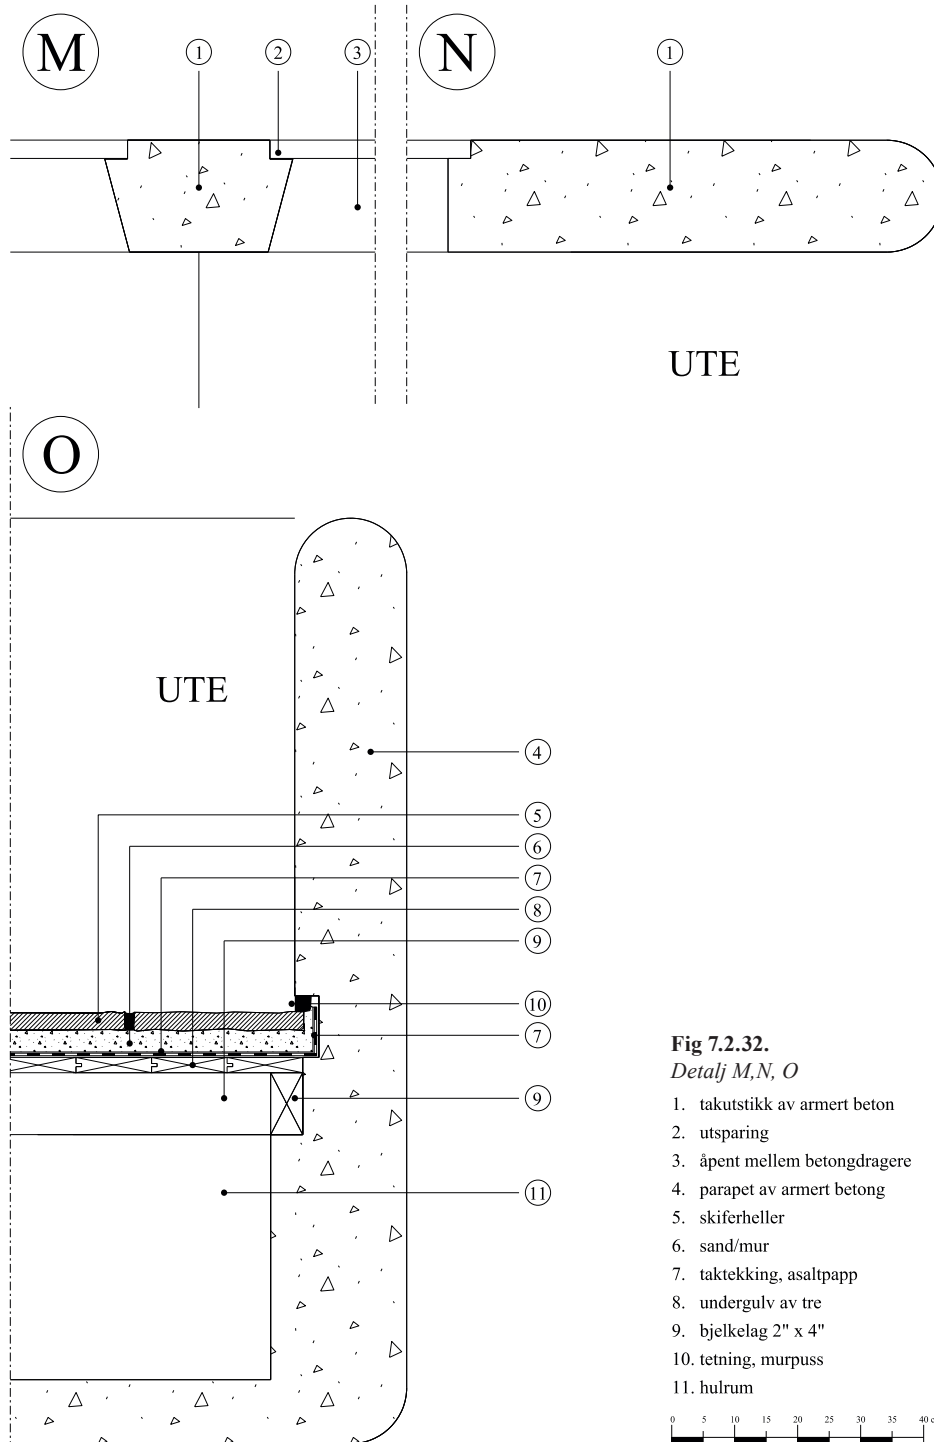 M
1
2
3
N
1
UTE
O
UTE
4
5
6
7
8
9
10
7
9
11
Fig 7.2.32.
Detalj M,N, O
1. takutstikk av armert beton
2. utsparing
3. åpent mellem betongdragere
4. parapet av armert betong
5. skiferheller
6. sand/mur
7. taktekking, asaltpapp
8. undergulv av tre
9. bjelkelag 2" x 4"
10. tetning, murpuss
11. hulrum
0 5 10 15 20 25 30 35 40 c